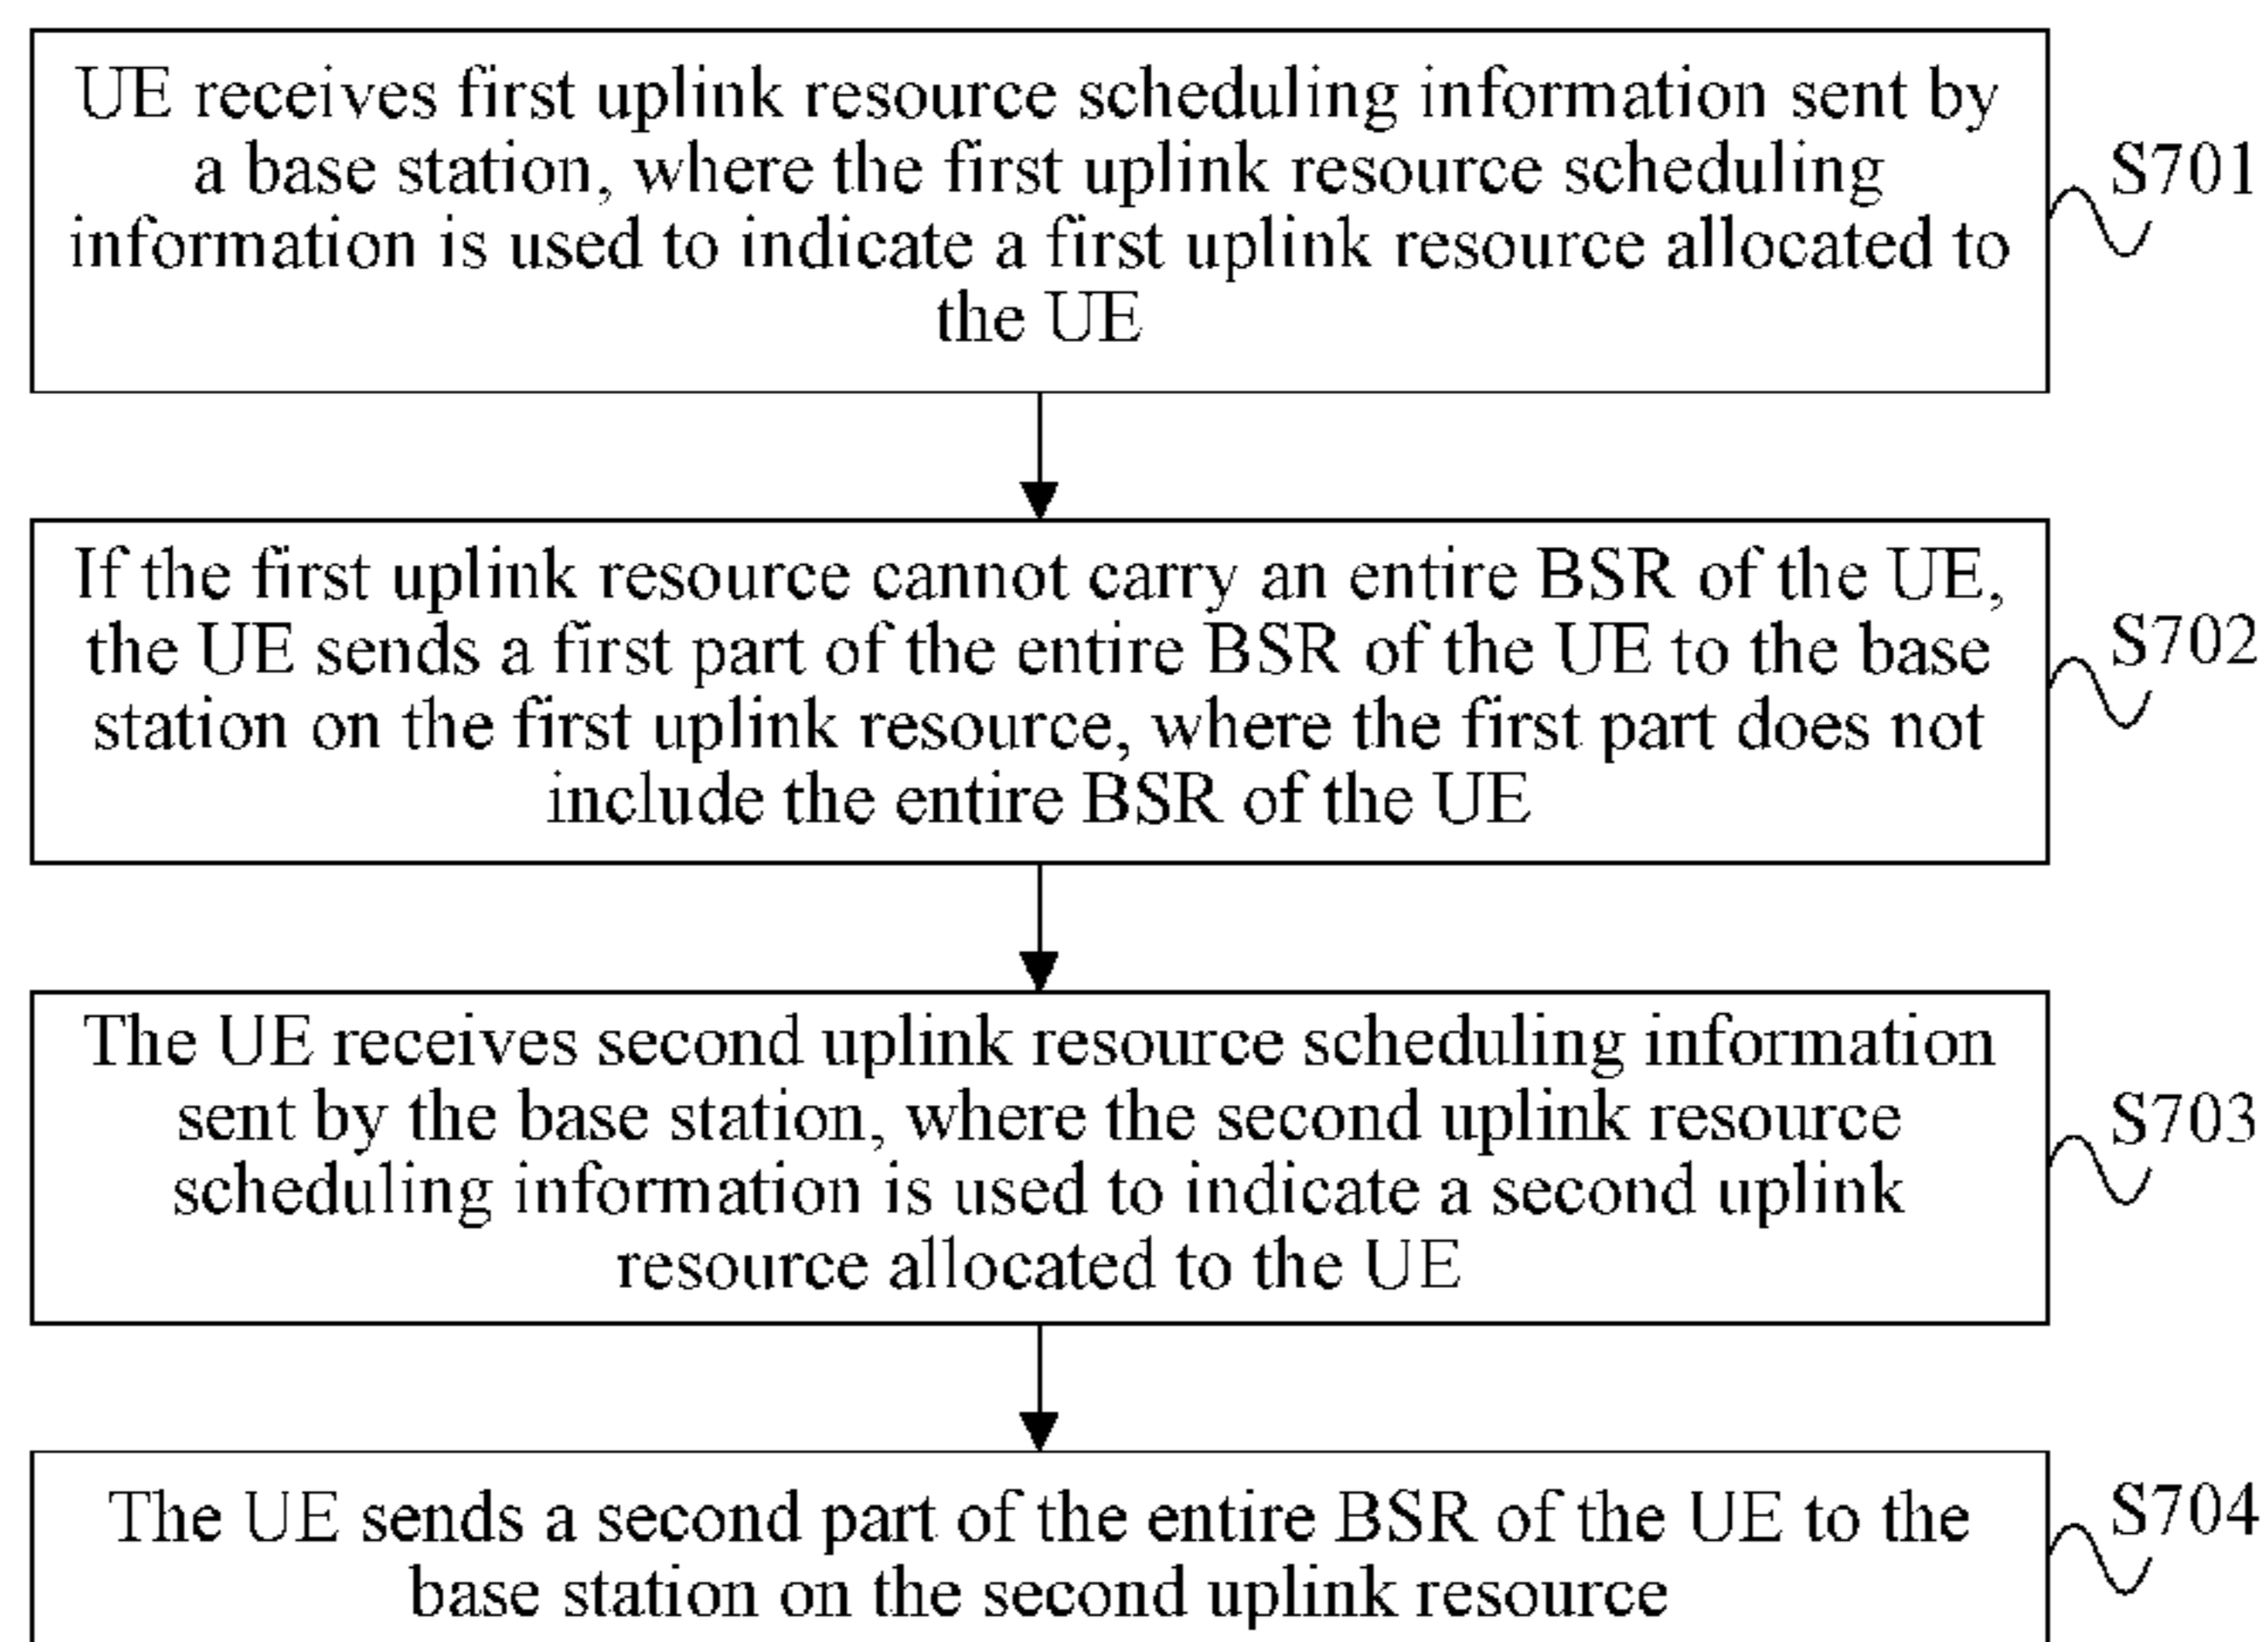 UE receives first uplink resource scheduling information sent by
a base station, where the first uplink resource scheduling
information is used to indicate a first uplink resource allocated to
the UE
S701
If the first uplink resource cannot carry an entire BSR of the UE,
the UE sends a first part of the entire BSR of the UE to the base
station on the first uplink resource, where the first part does not
include the entire BSR of the UE
S702
The UE receives second uplink resource scheduling information
sent by the base station, where the second uplink resource
scheduling information is used to indicate a second uplink
resource allocated to the UE
S703
The UE sends a second part of the entire BSR of the UE to the
base station on the second uplink resource
S704